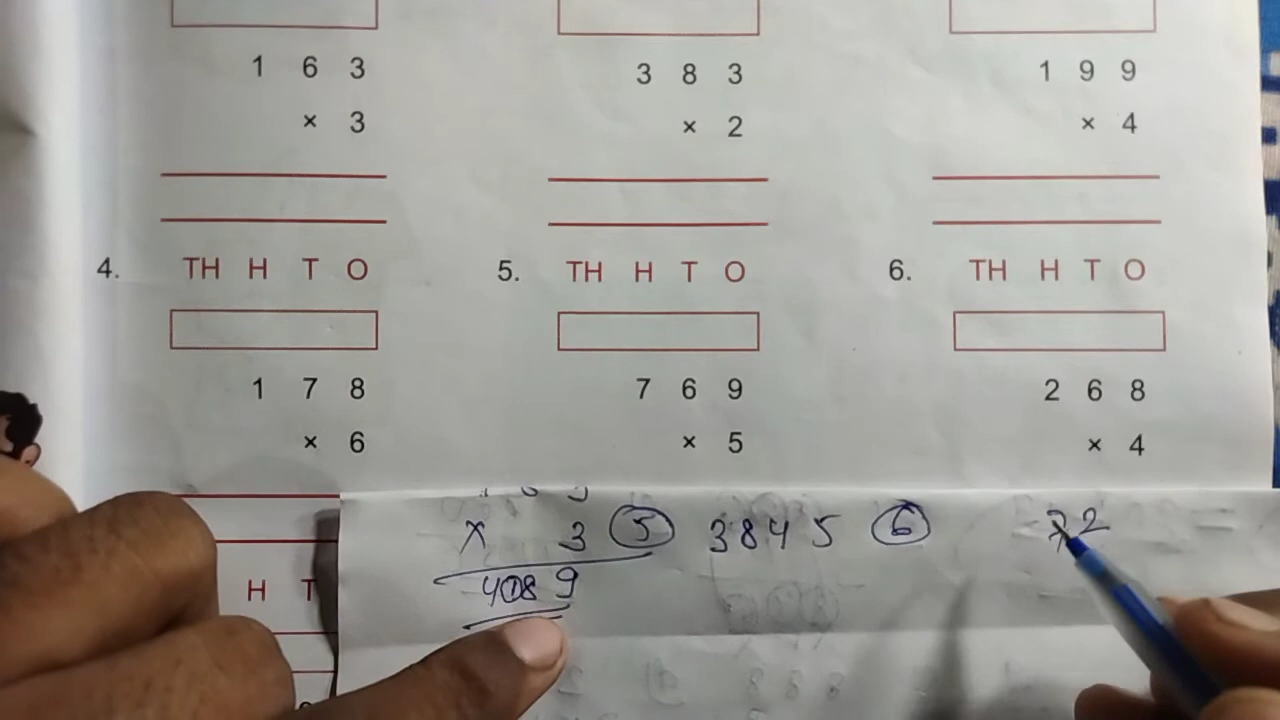 1 6 3 3 8 3 1 9 9
× 3 × 2 × 4
4. TH H T O 5. TH H T O 6. TH H T O
1 7 8 7 6 9 2 6 8
× 6 × 5 × 4
× 3 5 3845 6 72
4089
H T